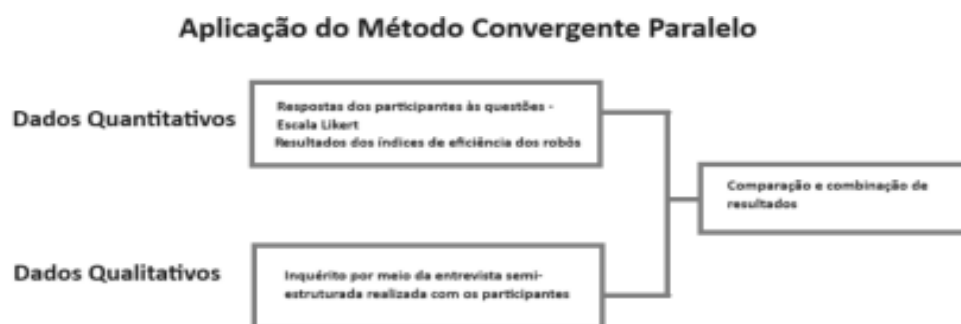 Aplicação do Método Convergente Paralelo
Dados Quantitativos
Respostas dos participantes às questões -
Escala Likert
Resultados dos índices de eficiência dos robôs
Comparação e combinação de
resultados
Dados Qualitativos
Inquérito por meio da entrevista semi-
estruturada realizada com os participantes